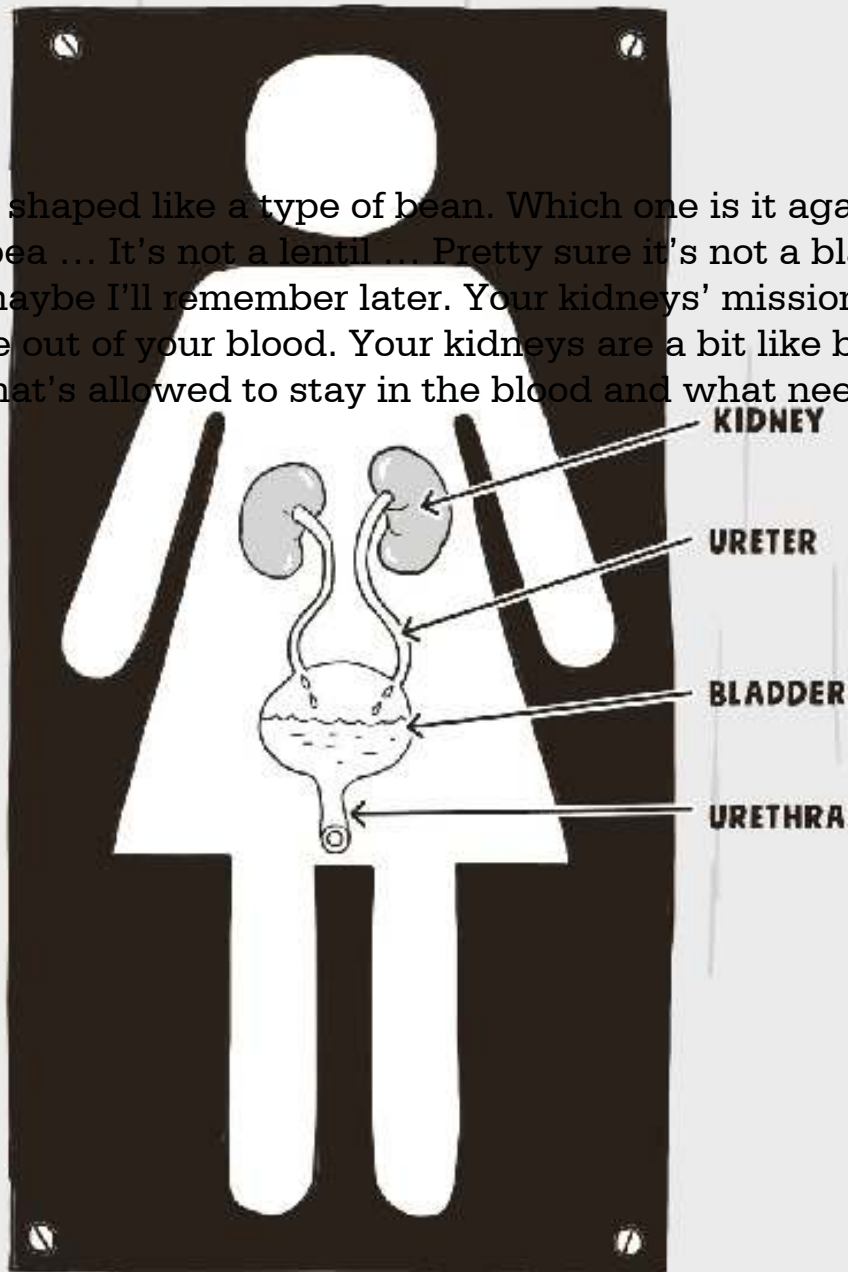 shaped like a type of bean. Which one is it aga
pea … It’s not a lentil … Pretty sure it’s not a bla
maybe I’ll remember later. Your kidneys’ mission
e out of your blood. Your kidneys are a bit like b
hat’s allowed to stay in the blood and what nee
KIDNEY
URETER
BLADDER
URETHRA